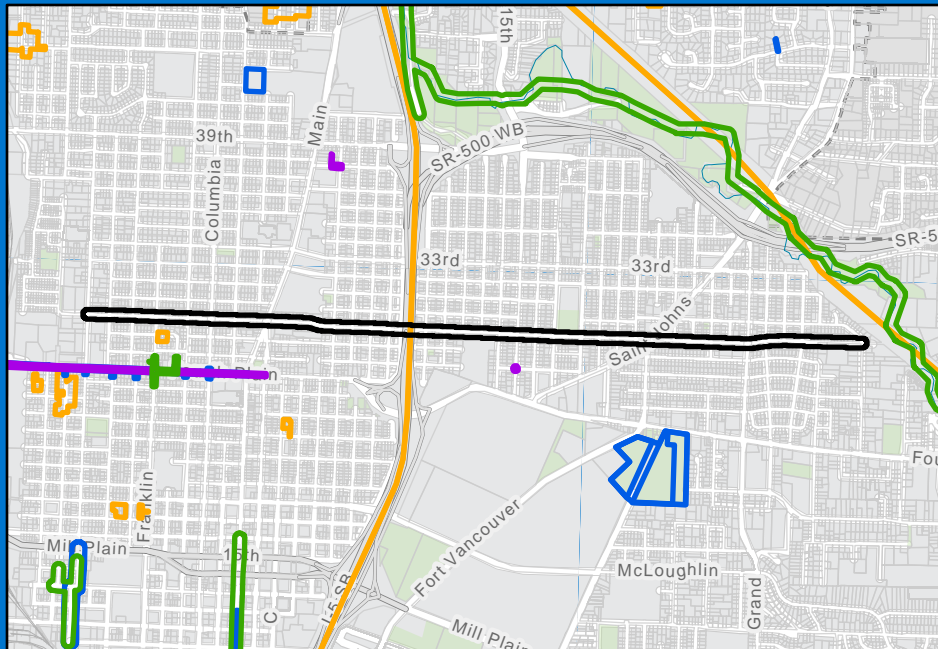 15th
Main
39th
SR-500 WB
Columbia
33rd
33rd
SR-5
Saint Johns
Plain
Fou
Franklin
Mill Plain
15th
Fort Vancouver
McLoughlin
Grand
C
I-5 SB
Mill Plain